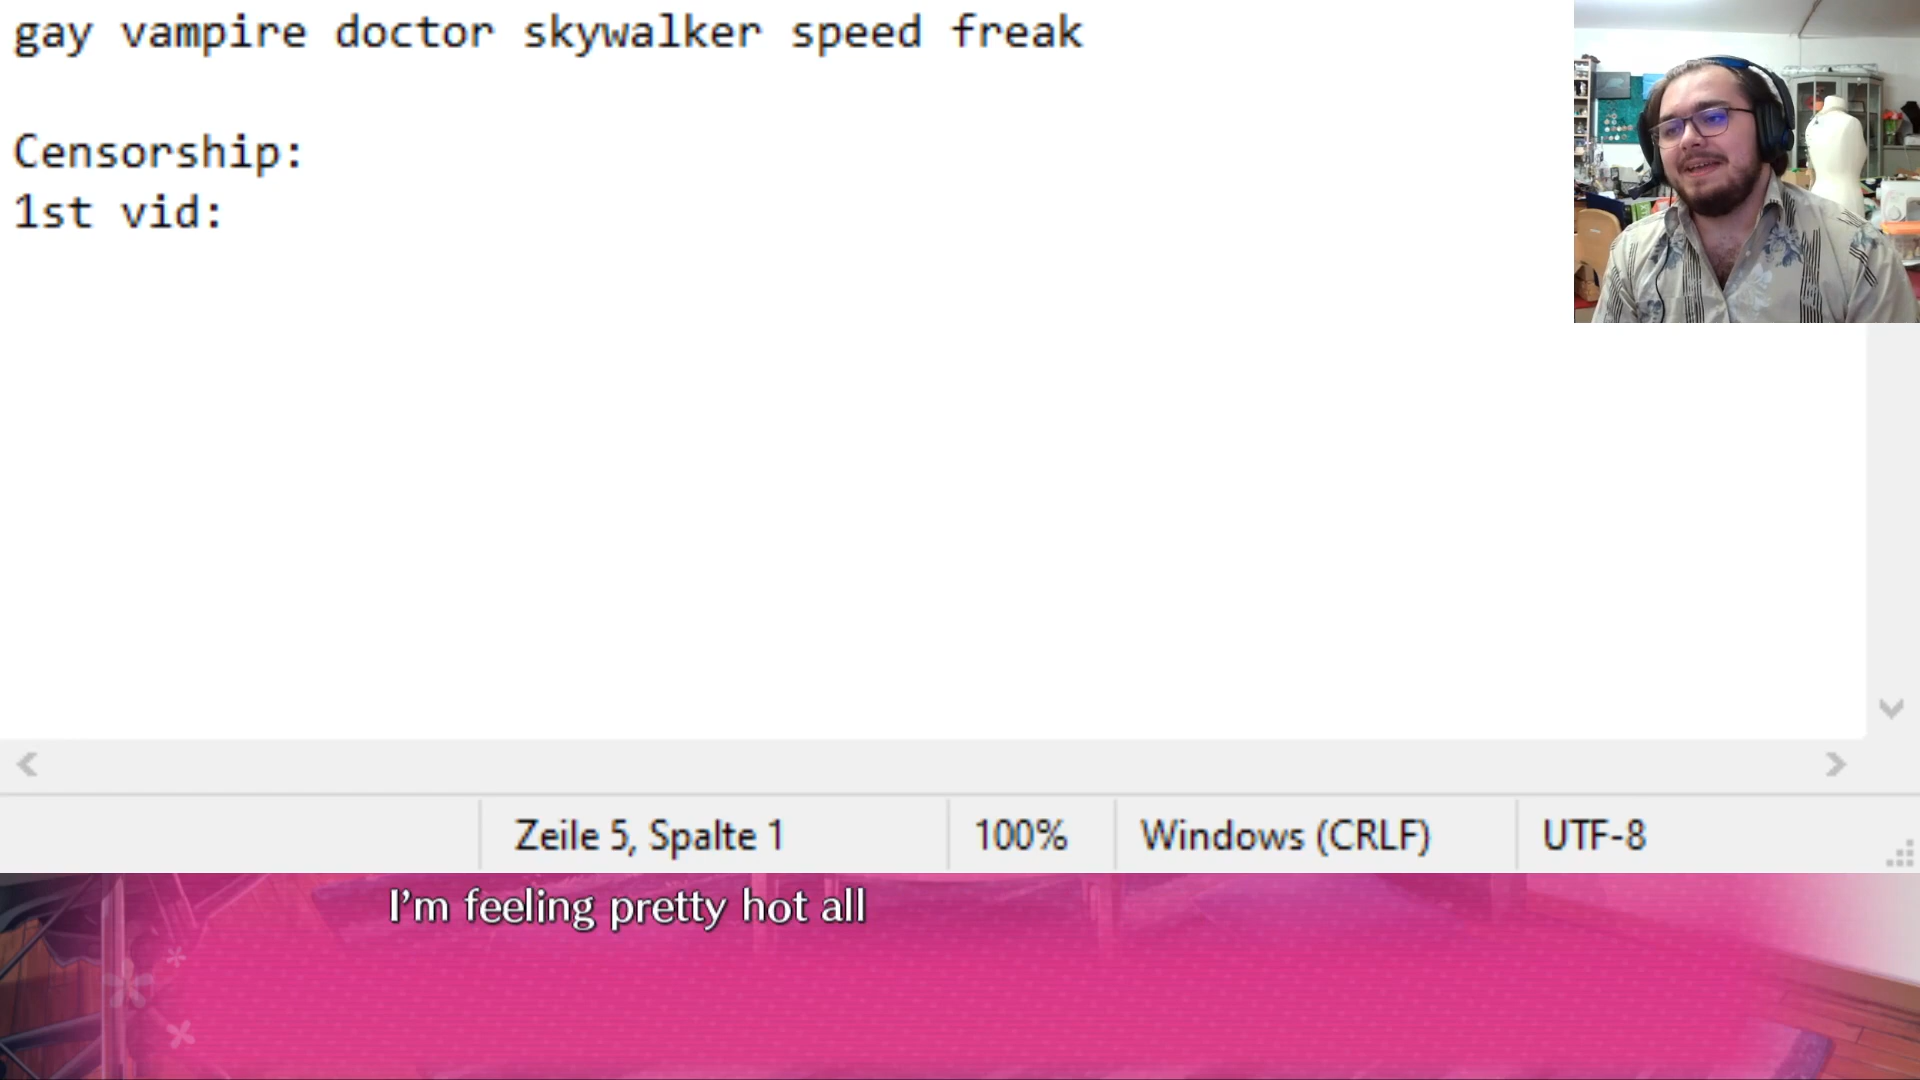 gay vampire doctor skywalker speed freak
Censorship:
1st vid:
Zeile 5, Spalte 1
100%
Windows (CRLF)
UTF-8
I'm feeling pretty hot all